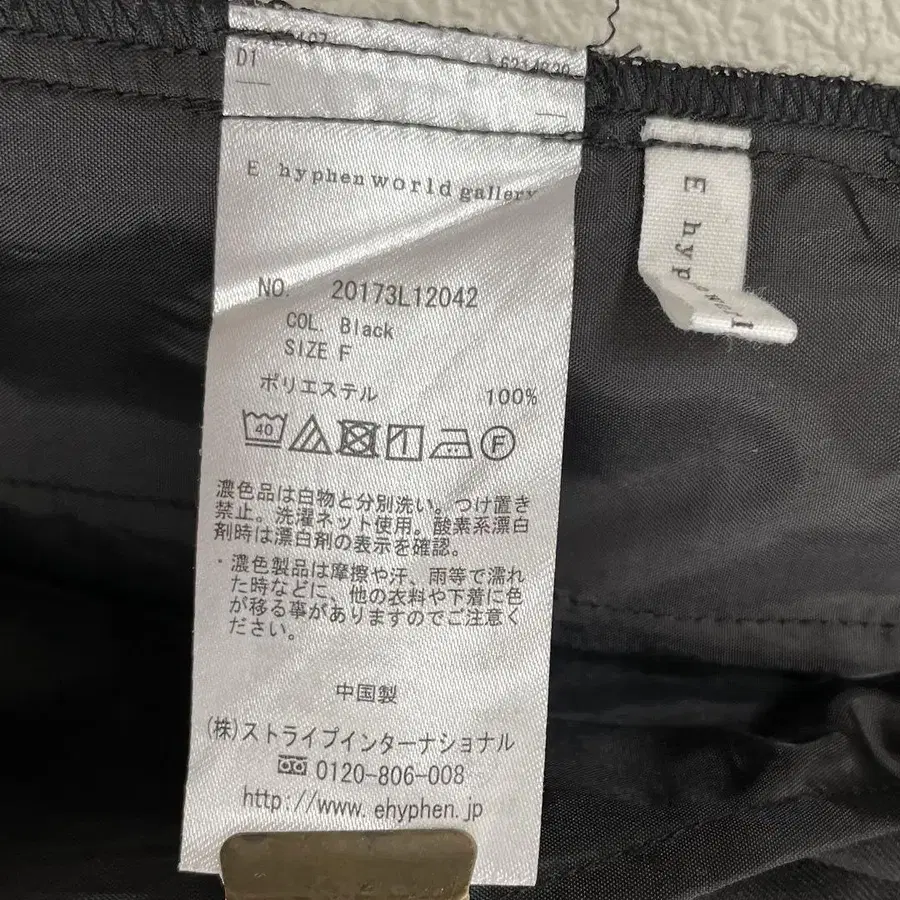 D1
E hyphen world gallery
NO. 20173L12042
COL. Black
SIZE F
ポリエステル 100%
40
F
濃色品は白物と分別洗い。つけ置き
禁止。洗濯ネット使用。酸素系漂白
剤時は漂白剤の表示を確認。
・濃色製品は摩擦や汗、雨等で濡れ
た時などに、他の衣料や下着に色
が移る事がありますのでご注意く
ださい。
中国製
(株)ストライプインターナショナル
0120-806-008
http://www.ehyphen.jp
E hyp